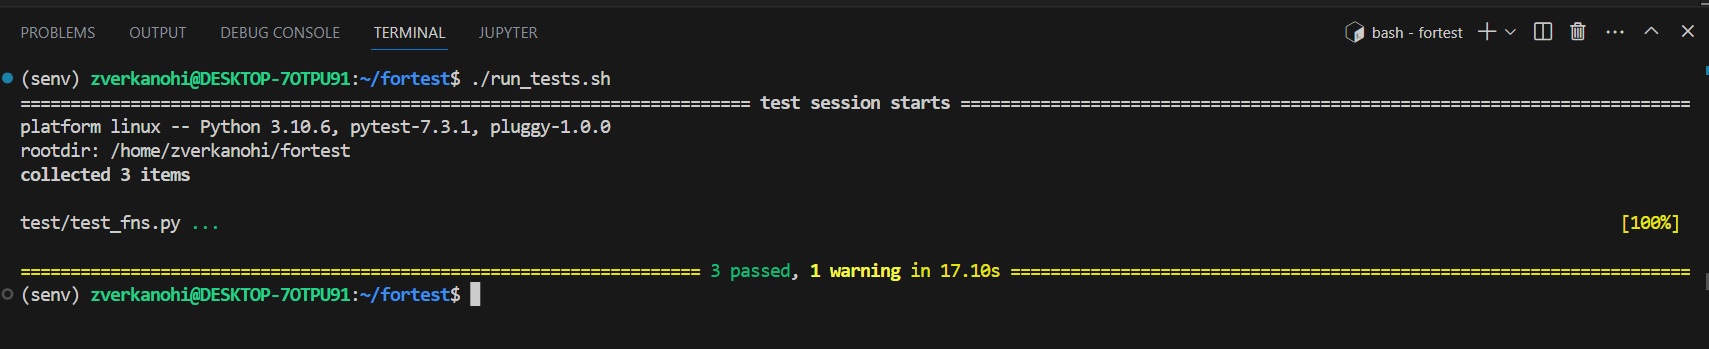 PROBLEMS OUTPUT DEBUG CONSOLE TERMINAL JUPYTER bash - fortest
(senv) zverkanohi@DESKTOP-7OTPU91:~/fortest$ ./run_tests.sh
========================================================================= test session starts =========================================================================
platform linux -- Python 3.10.6, pytest-7.3.1, pluggy-1.0.0
rootdir: /home/zverkanohi/fortest
collected 3 items
test/test_fns.py ... [100%]
==================================================================== 3 passed, 1 warning in 17.10s ====================================================================
(senv) zverkanohi@DESKTOP-7OTPU91:~/fortest$